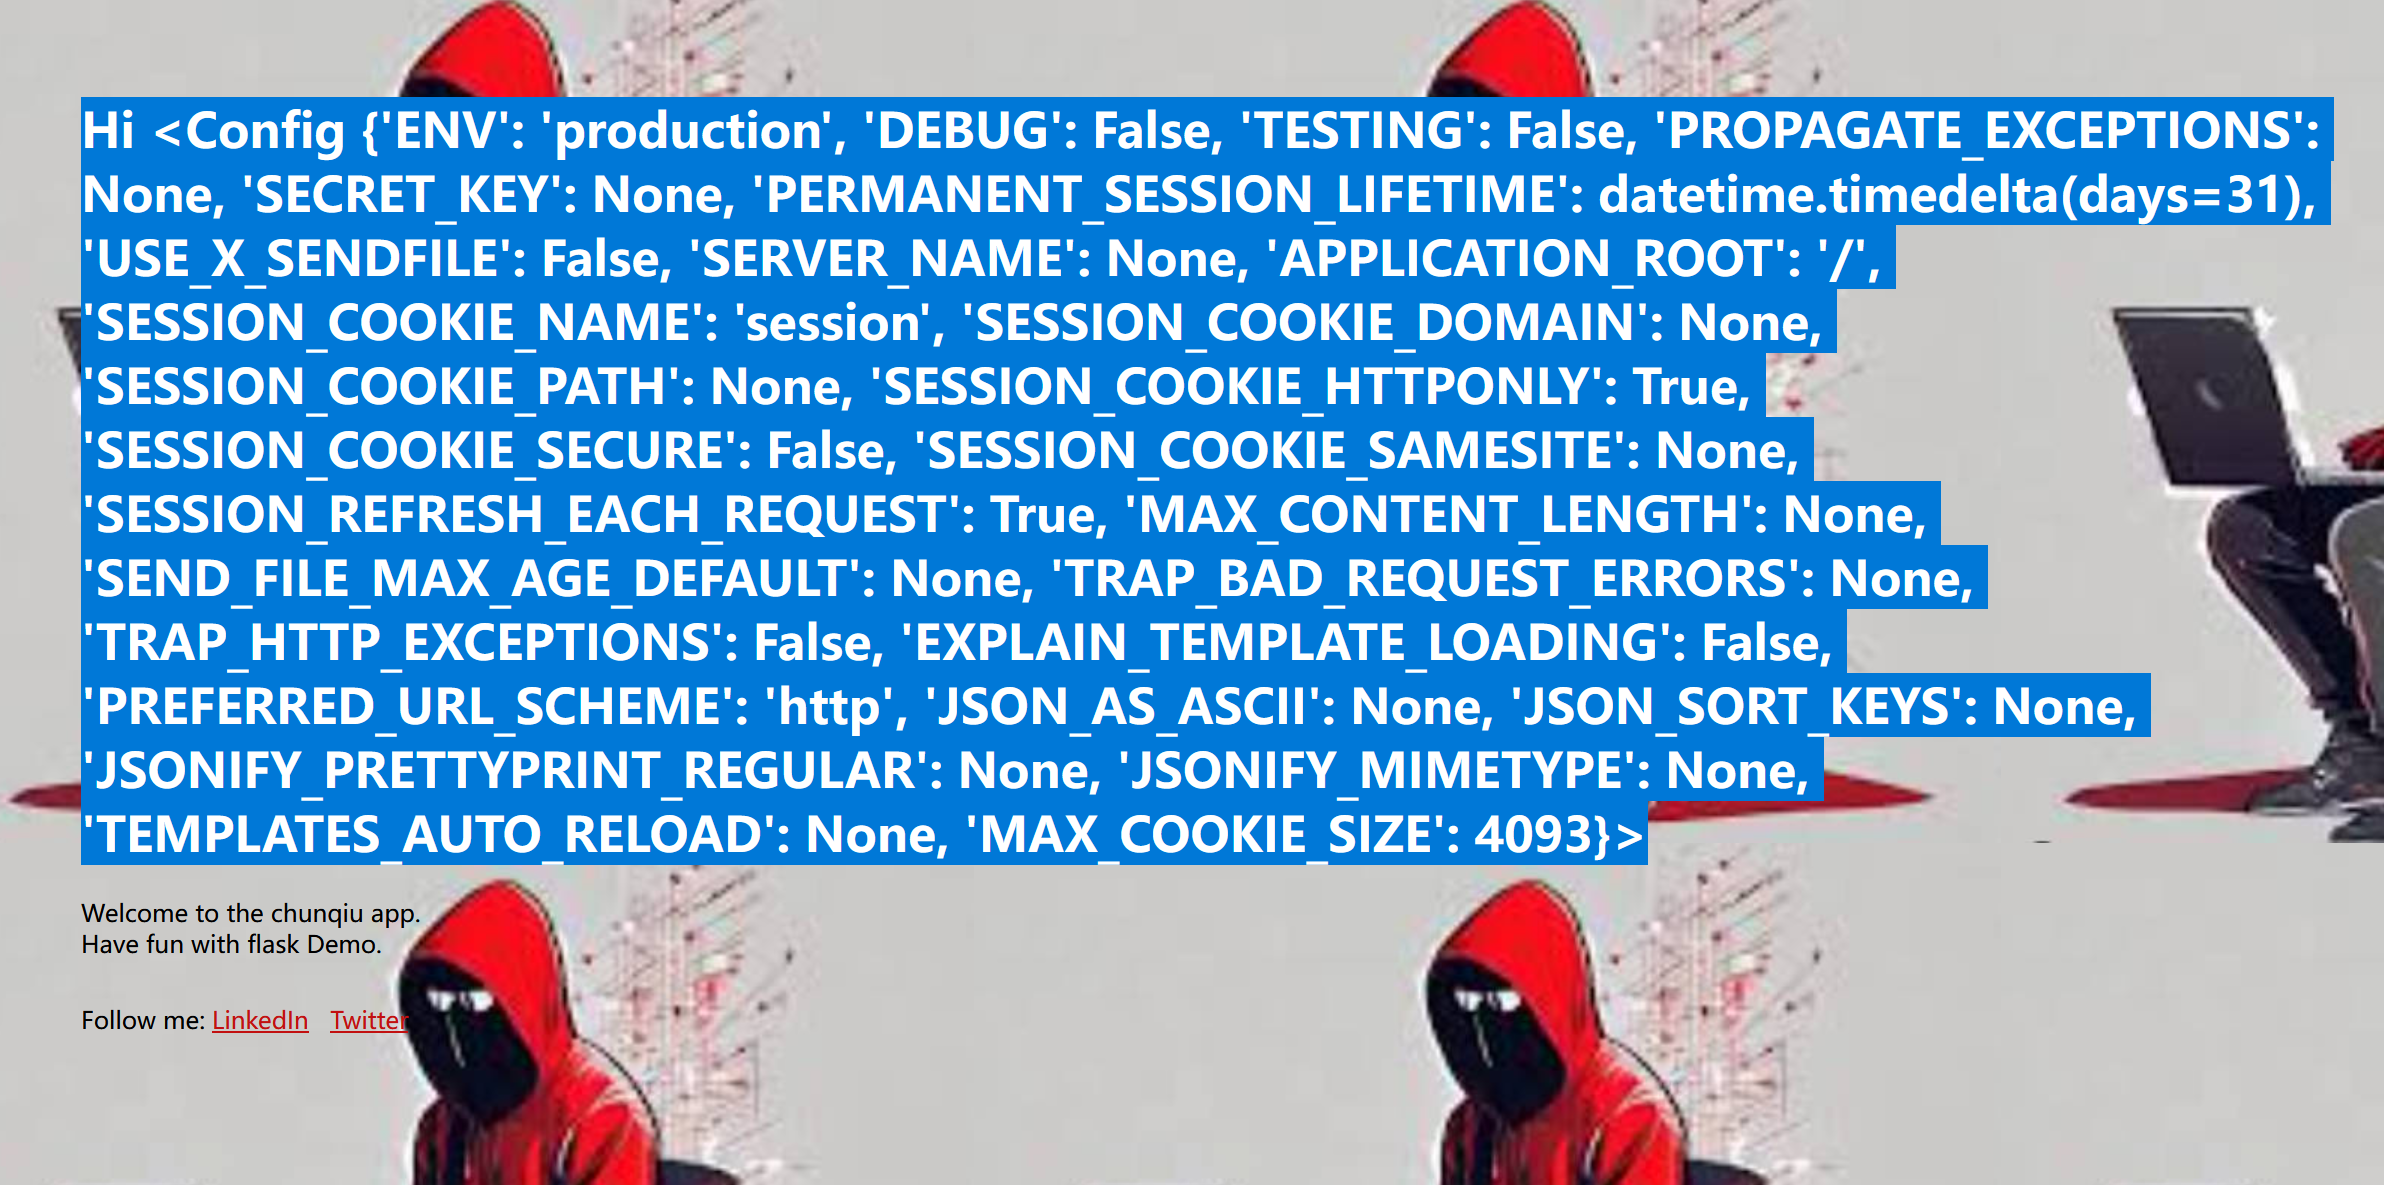 Hi <Config {'ENV': 'production', 'DEBUG': False, 'TESTING': False, 'PROPAGATE_EXCEPTIONS':
None, 'SECRET_KEY': None, 'PERMANENT_SESSION_LIFETIME': datetime.timedelta(days=31),
'USE_X_SENDFILE': False, 'SERVER_NAME': None, 'APPLICATION_ROOT': '/',
'SESSION_COOKIE_NAME': 'session', 'SESSION_COOKIE_DOMAIN': None,
'SESSION_COOKIE_PATH': None, 'SESSION_COOKIE_HTTPONLY': True,
'SESSION_COOKIE_SECURE': False, 'SESSION_COOKIE_SAMESITE': None,
'SESSION_REFRESH_EACH_REQUEST': True, 'MAX_CONTENT_LENGTH': None,
'SEND_FILE_MAX_AGE_DEFAULT': None, 'TRAP_BAD_REQUEST_ERRORS': None,
'TRAP_HTTP_EXCEPTIONS': False, 'EXPLAIN_TEMPLATE_LOADING': False,
'PREFERRED_URL_SCHEME': 'http', 'JSON_AS_ASCII': None, 'JSON_SORT_KEYS': None,
'JSONIFY_PRETTYPRINT_REGULAR': None, 'JSONIFY_MIMETYPE': None,
'TEMPLATES_AUTO_RELOAD': None, 'MAX_COOKIE_SIZE': 4093}>
Welcome to the chunqiu app.
Have fun with flask Demo.
Follow me: LinkedIn Twitter